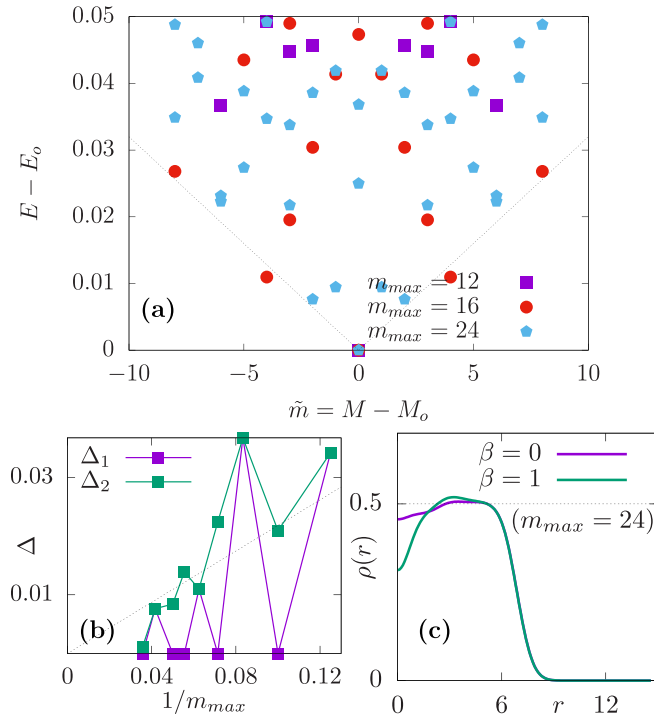 0.05
0.04
0.03
0.02
0.01
0
E − E_o
−10 −5 0 5 10
m̃ = M − M_o
(a)
m_max = 12
m_max = 16
m_max = 24
Δ_1
Δ_2
0.03
0.01
Δ
(b)
0 0.04 0.08 0.12
1/m_max
β = 0
β = 1
0.5
(m_max = 24)
ρ(r)
(c)
0
0 6 r 12